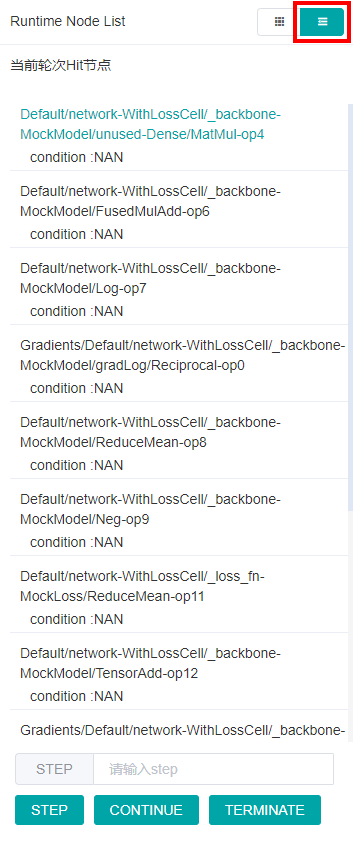 Runtime Node List
当前轮次Hit节点
Default/network-WithLossCell/_backbone-
MockModel/unused-Dense/MatMul-op4
condition :NAN
Default/network-WithLossCell/_backbone-
MockModel/FusedMulAdd-op6
condition :NAN
Default/network-WithLossCell/_backbone-
MockModel/Log-op7
condition :NAN
Gradients/Default/network-WithLossCell/_backbone-
MockModel/gradLog/Reciprocal-op0
condition :NAN
Default/network-WithLossCell/_backbone-
MockModel/ReduceMean-op8
condition :NAN
Default/network-WithLossCell/_backbone-
MockModel/Neg-op9
condition :NAN
Default/network-WithLossCell/_loss_fn-
MockLoss/ReduceMean-op11
condition :NAN
Default/network-WithLossCell/_backbone-
MockModel/TensorAdd-op12
condition :NAN
Gradients/Default/network-WithLossCell/_backbone-
STEP 请输入step
STEP CONTINUE TERMINATE